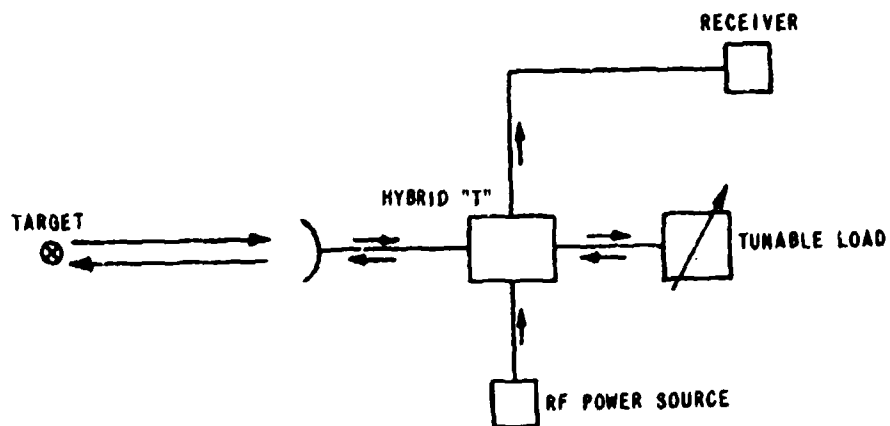 RECEIVER
HYBRID "T"
TARGET
TUNABLE LOAD
RF POWER SOURCE